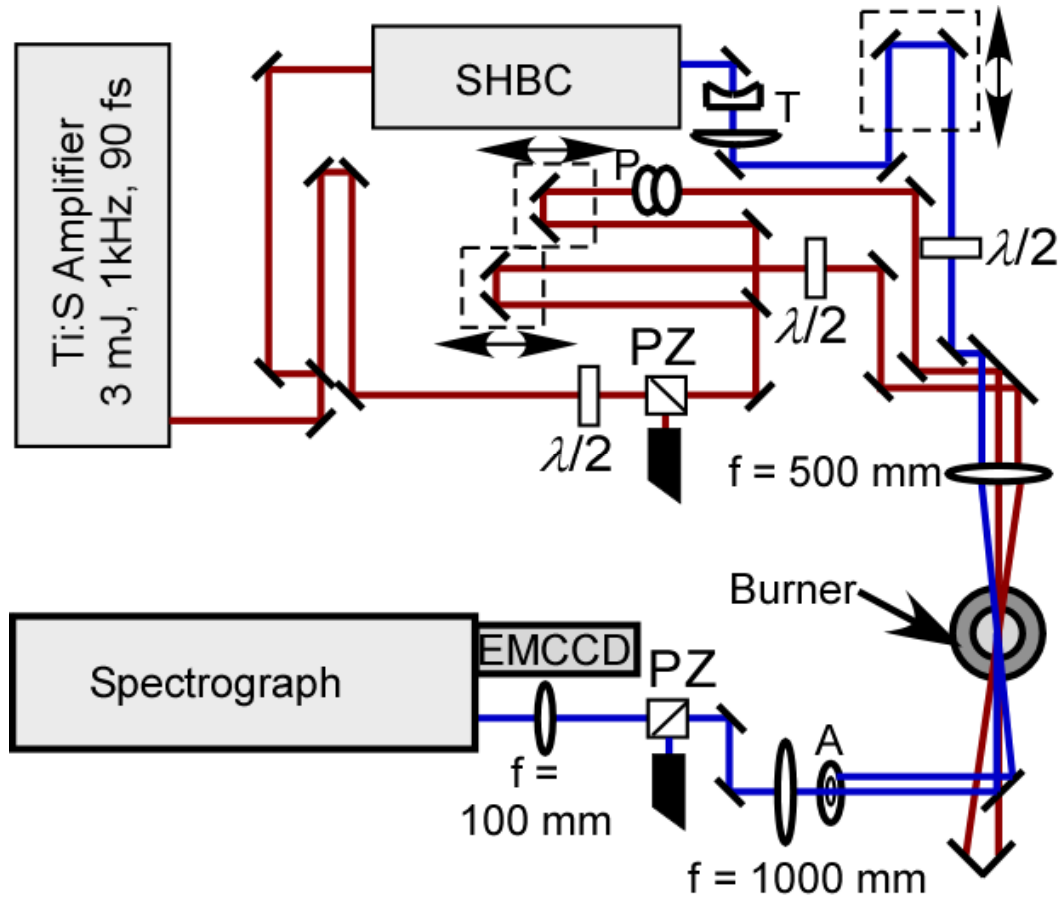 Ti:S Amplifier
3 mJ, 1kHz, 90 fs
SHBC
T
P
λ/2
λ/2
PZ
λ/2
f = 500 mm
Burner
Spectrograph
EMCCD
PZ
A
f =
100 mm
f = 1000 mm